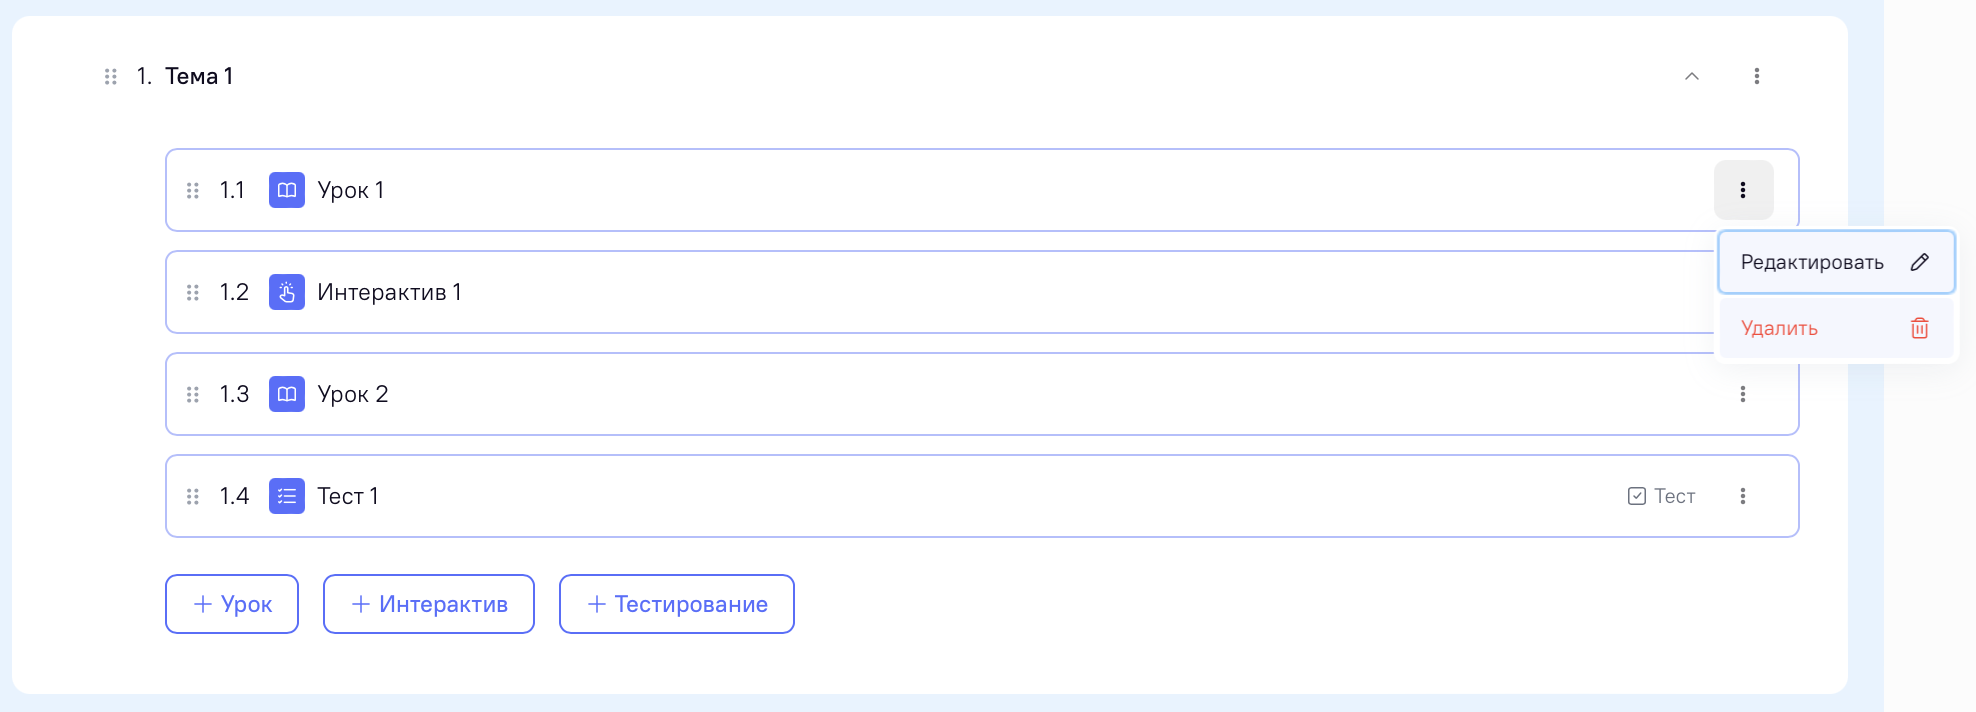 1. Тема 1
1.1 Урок 1
Редактировать
Удалить
1.2 Интерактив 1
1.3 Урок 2
1.4 Тест 1 Тест
+ Урок + Интерактив + Тестирование